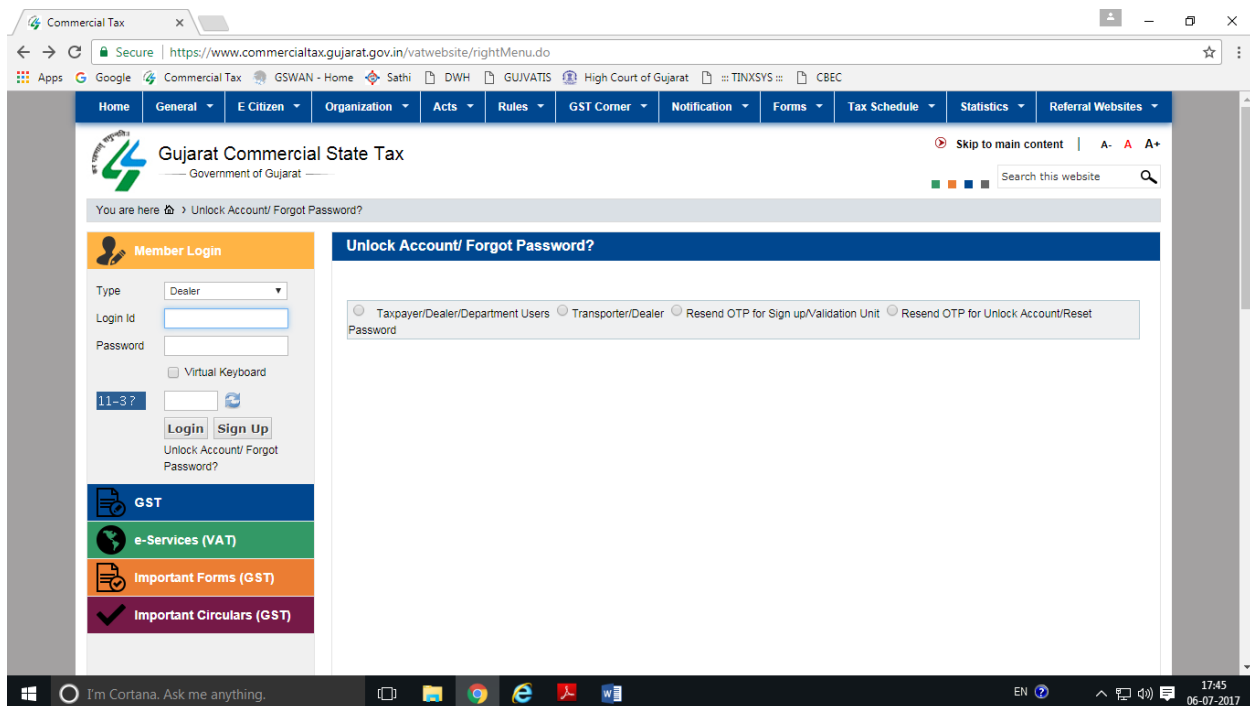 Commercial Tax
Secure | https://www.commercialtax.gujarat.gov.in/vatwebsite/rightMenu.do
Apps Google Commercial Tax GSWAN - Home Sathi DWH GUJVATIS High Court of Gujarat ::: TINXSYS ::: CBEC
Home General E Citizen Organization Acts Rules GST Corner Notification Forms Tax Schedule Statistics Referral Websites
Gujarat Commercial State Tax
Government of Gujarat
Skip to main content | A- A A+
Search this website
You are here > Unlock Account/ Forgot Password?
Member Login
Type Dealer
Login Id
Password
Virtual Keyboard
11-3?
Login Sign Up
Unlock Account/ Forgot
Password?
GST
e-Services (VAT)
Important Forms (GST)
Important Circulars (GST)
Unlock Account/ Forgot Password?
Taxpayer/Dealer/Department Users Transporter/Dealer Resend OTP for Sign up/Validation Unit Resend OTP for Unlock Account/Reset
Password
I'm Cortana. Ask me anything.
EN
17:45
06-07-2017